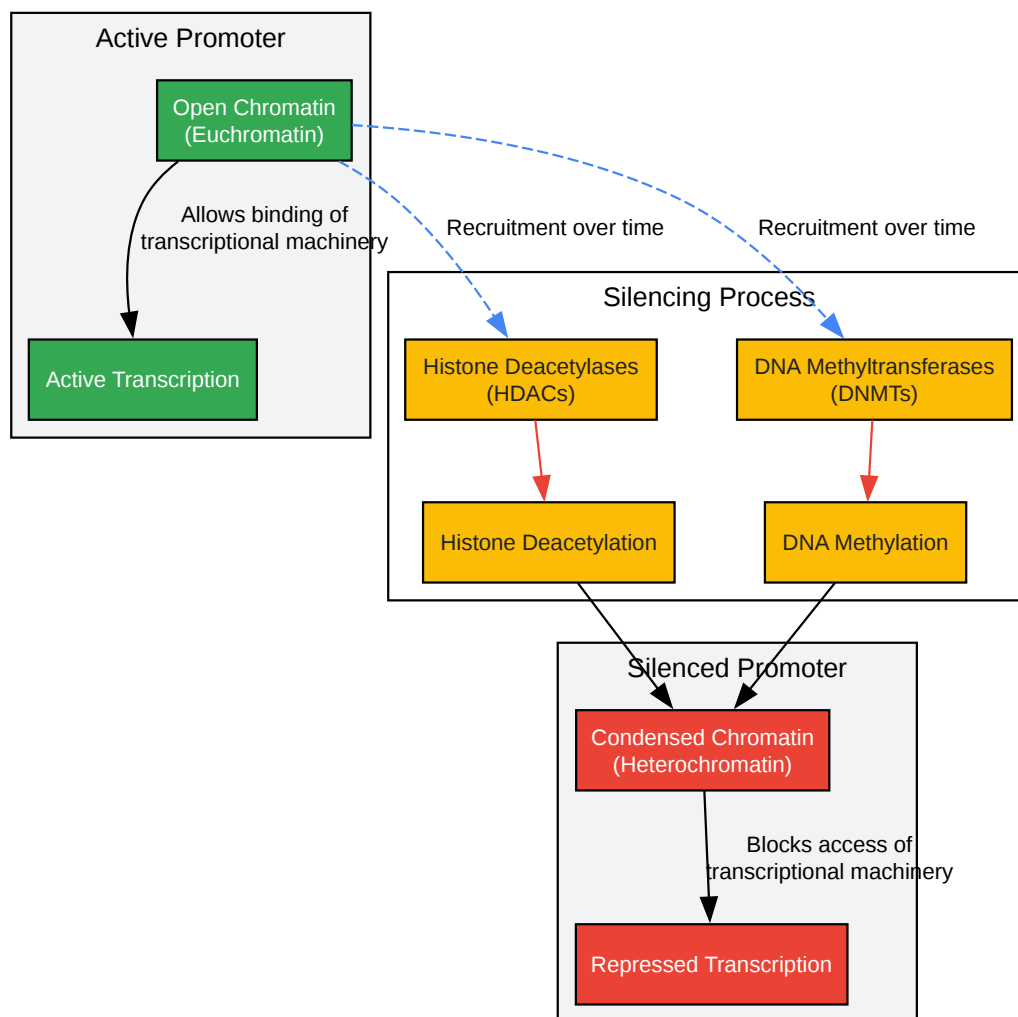 Active Promoter
Open Chromatin
(Euchromatin)
Allows binding of
transcriptional machinery
Recruitment over time
Recruitment over time
Active Transcription
Silencing Process
Histone Deacetylases
(HDACs)
DNA Methyltransferases
(DNMTs)
Histone Deacetylation
DNA Methylation
Silenced Promoter
Condensed Chromatin
(Heterochromatin)
Blocks access of
transcriptional machinery
Repressed Transcription